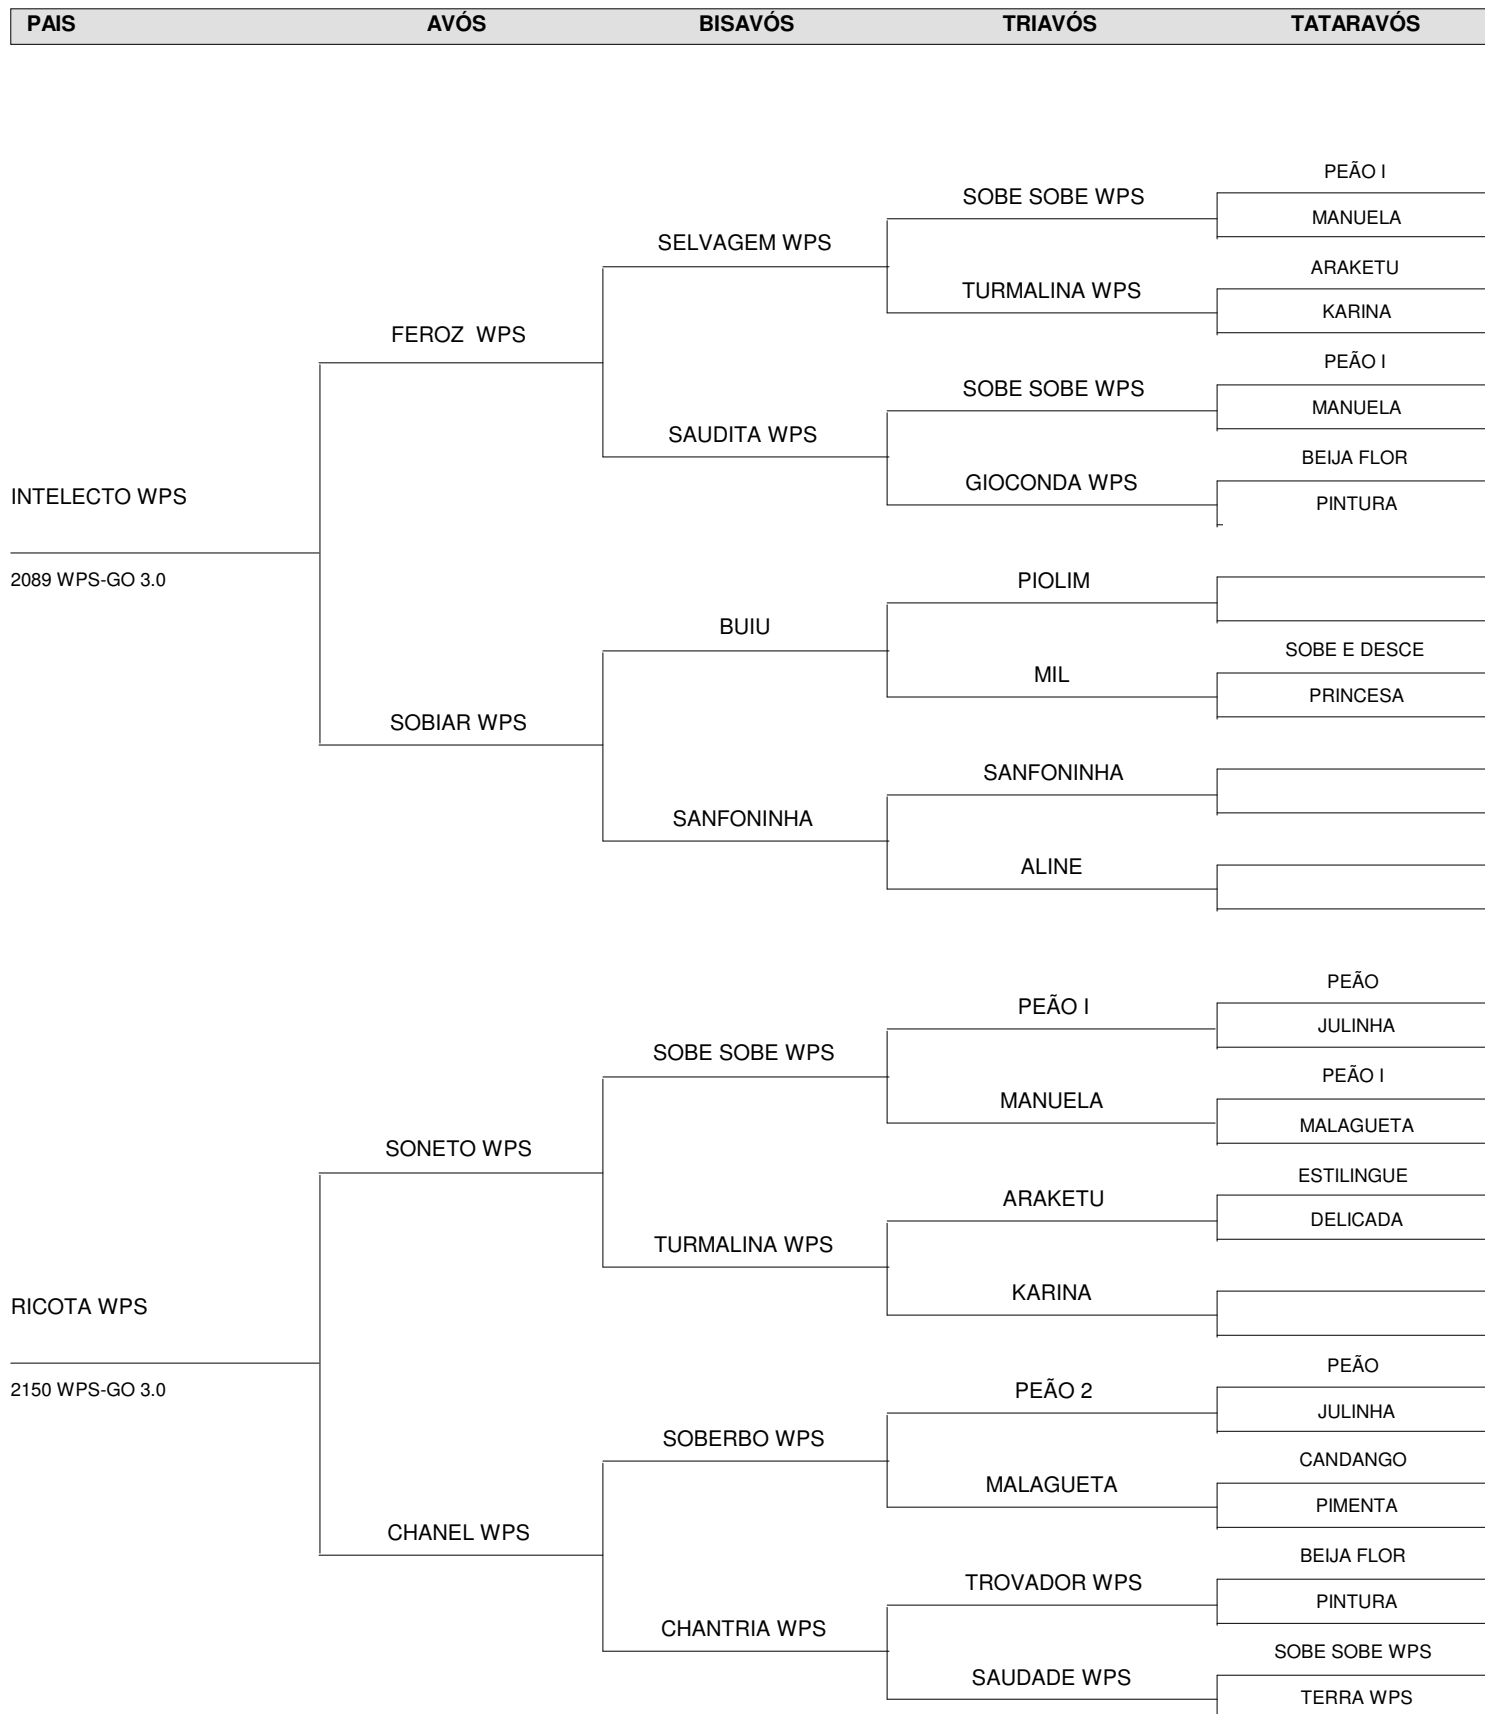 PAIS AVÓS BISAVÓS TRIAVÓS TATARAVÓS
PEÃO I
SOBE SOBE WPS
MANUELA
SELVAGEM WPS
ARAKETU
TURMALINA WPS
KARINA
FEROZ  WPS
PEÃO I
SOBE SOBE WPS
MANUELA
SAUDITA WPS
BEIJA FLOR
GIOCONDA WPS
PINTURA
INTELECTO WPS
2089 WPS-GO 3.0
PIOLIM
BUIU
SOBE E DESCE
MIL
PRINCESA
SOBIAR WPS
SANFONINHA
SANFONINHA
ALINE
PEÃO
PEÃO I
JULINHA
SOBE SOBE WPS
PEÃO I
MANUELA
MALAGUETA
SONETO WPS
ESTILINGUE
ARAKETU
DELICADA
TURMALINA WPS
KARINA
RICOTA WPS
2150 WPS-GO 3.0
PEÃO
PEÃO 2
JULINHA
SOBERBO WPS
CANDANGO
MALAGUETA
PIMENTA
CHANEL WPS
BEIJA FLOR
TROVADOR WPS
PINTURA
CHANTRIA WPS
SOBE SOBE WPS
SAUDADE WPS
TERRA WPS